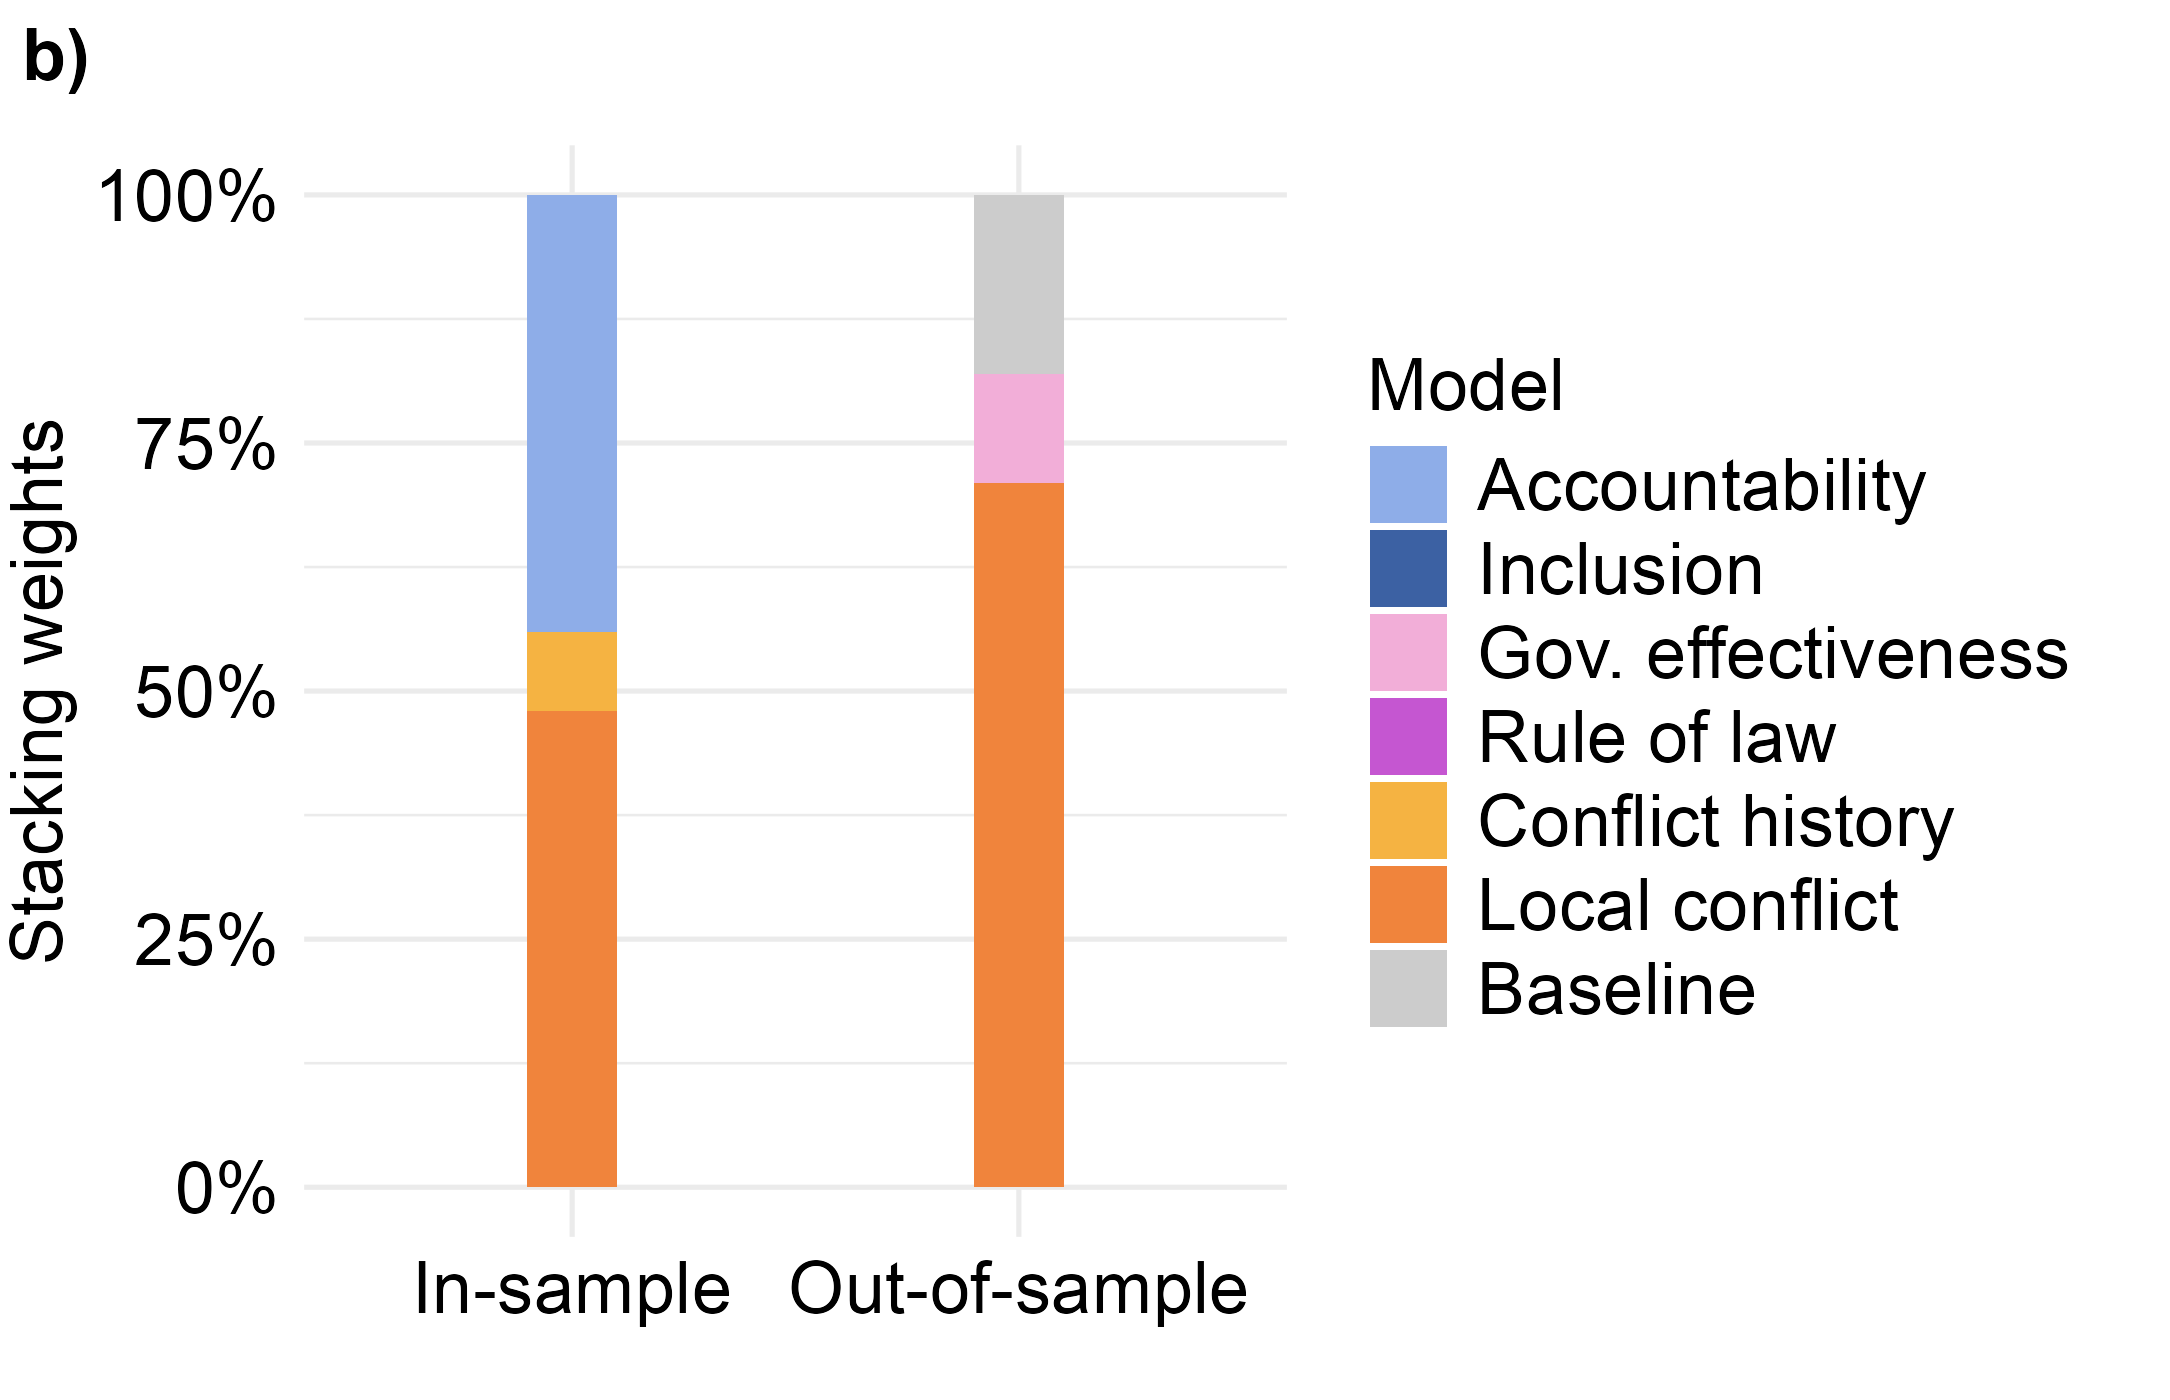 b)
Stacking weights
100%
75%
50%
25%
0%
In-sample
Out-of-sample
Model
Accountability
Inclusion
Gov. effectiveness
Rule of law
Conflict history
Local conflict
Baseline